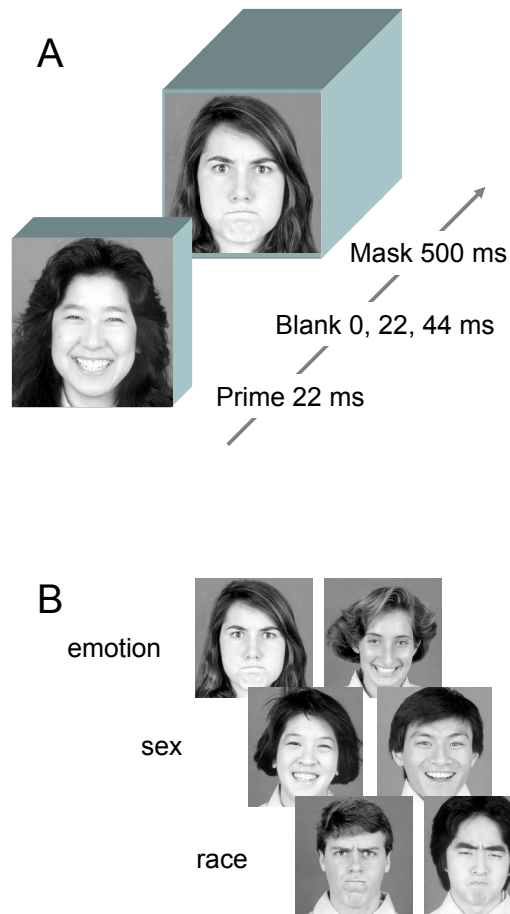 A
Mask 500 ms
Blank 0, 22, 44 ms
Prime 22 ms
B
emotion
sex
race